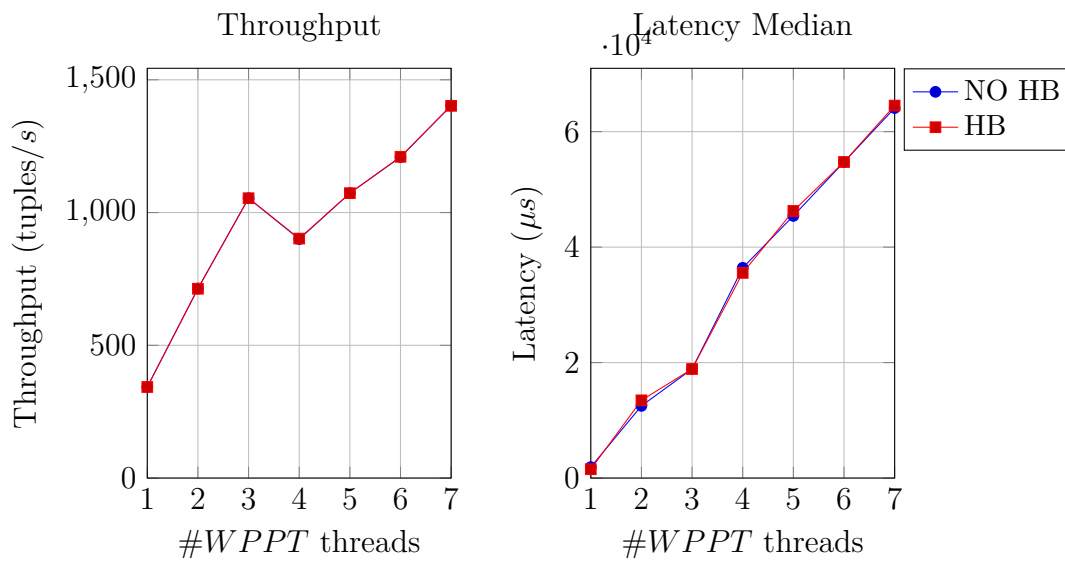 Throughput
1,500
1,000
500
0
1 2 3 4 5 6 7
Throughput (tuples/s)
#WPPT threads
Latency Median
·10⁴
6
4
2
0
1 2 3 4 5 6 7
Latency (μs)
#WPPT threads
NO HB
HB